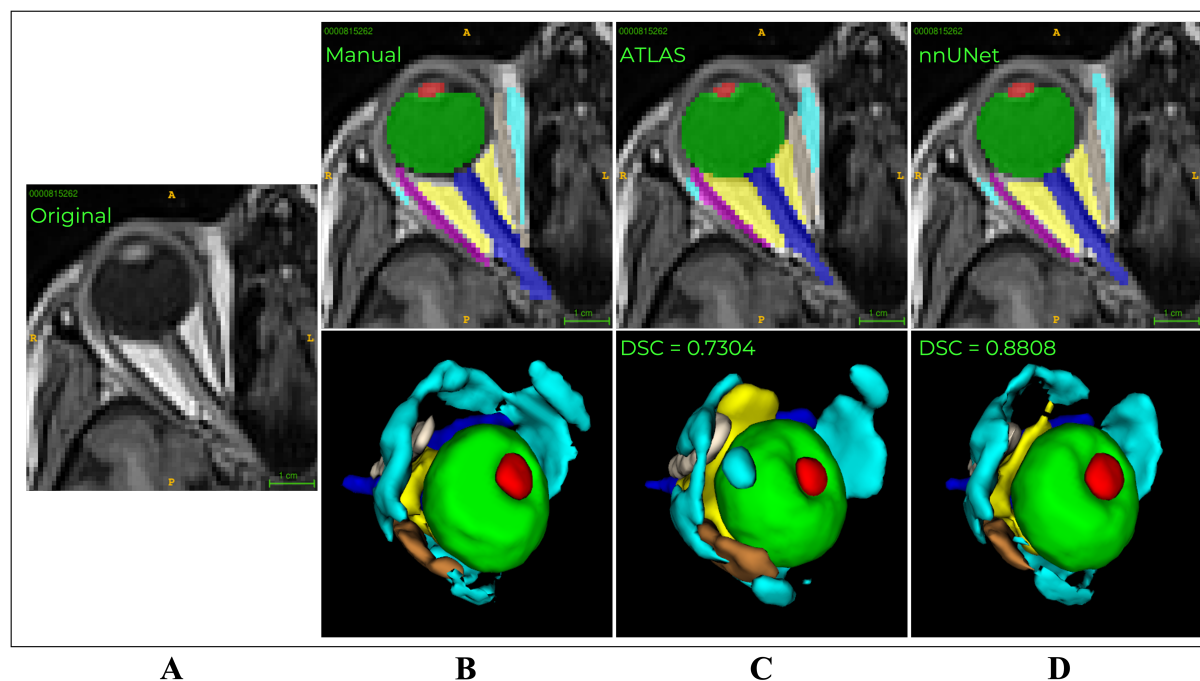 0000815262
Manual
A
R
P
1 cm
0000815262
ATLAS
A
R
P
1 cm
0000815262
nnUNet
A
R
L
P
1 cm
L
0000815262
Original
A
R
L
P
1 cm
L
DSC = 0.7304
DSC = 0.8808
A
B
C
D